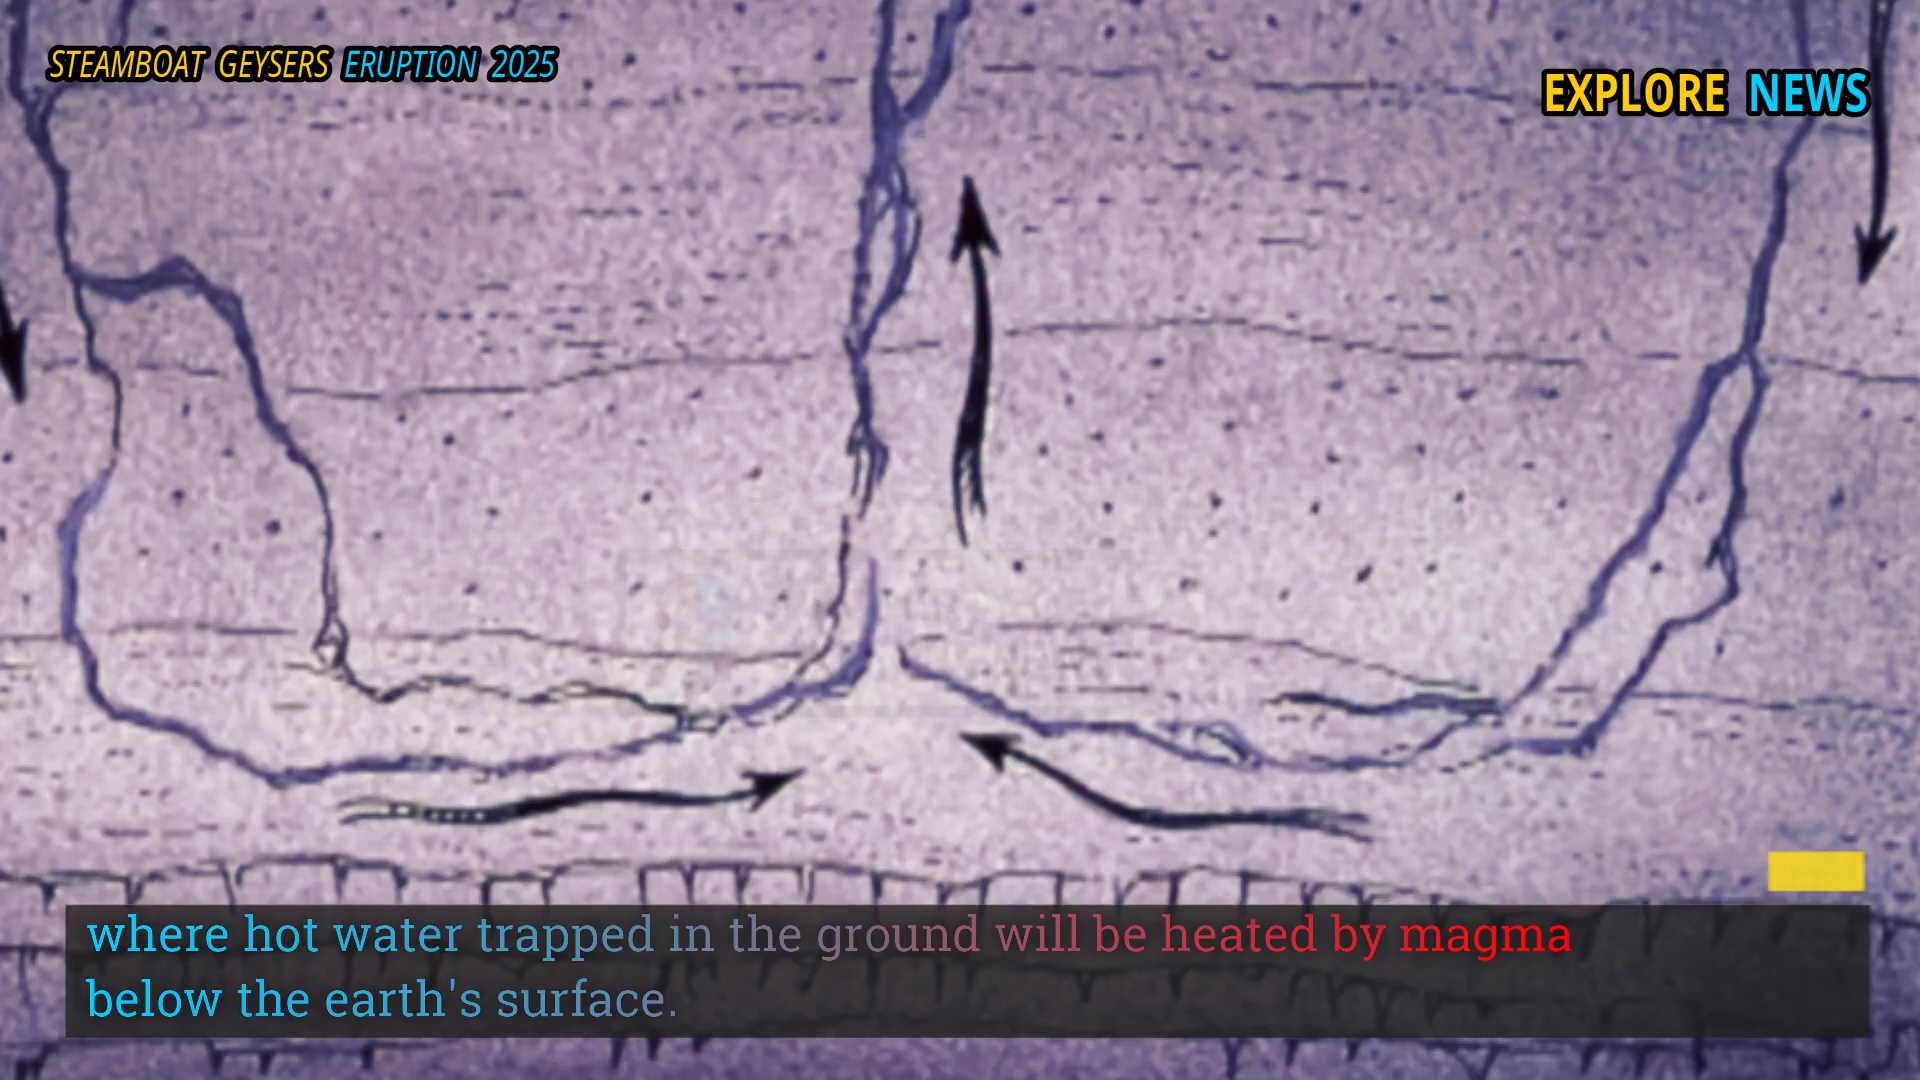 STEAMBOAT GEYSERS ERUPTION 2025
EXPLORE NEWS
where hot water trapped in the ground will be heated by magma
below the earth's surface.